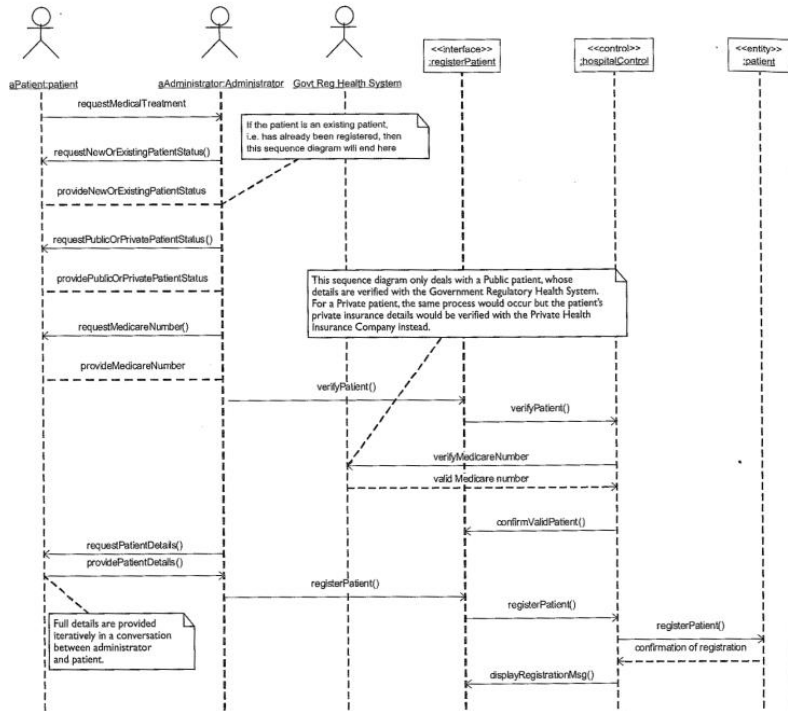 <<interface>>
:registerPatient
<<control>>
:hospitalControl
<<entity>>
:patient
aPatient:patient
aAdministrator:Administrator
Govt Reg Health System
requestMedicalTreatment
If the patient is an existing patient,
i.e. has already been registered, then
this sequence diagram will end here
requestNewOrExistingPatientStatus()
provideNewOrExistingPatientStatus
requestPublicOrPrivatePatientStatus()
providePublicOrPrivatePatientStatus
This sequence diagram only deals with a Public patient, whose
details are verified with the Government Regulatory Health System.
For a Private patient, the same process would occur but the patient's
private insurance details would be verified with the Private Health
Insurance Company instead.
requestMedicareNumber()
provideMedicareNumber
verifyPatient()
verifyPatient()
verifyMedicareNumber
valid Medicare number
confirmValidPatient()
requestPatientDetails()
providePatientDetails()
registerPatient()
registerPatient()
Full details are provided
iteratively in a conversation
between administrator
and patient.
registerPatient()
confirmation of registration
displayRegistrationMsg()